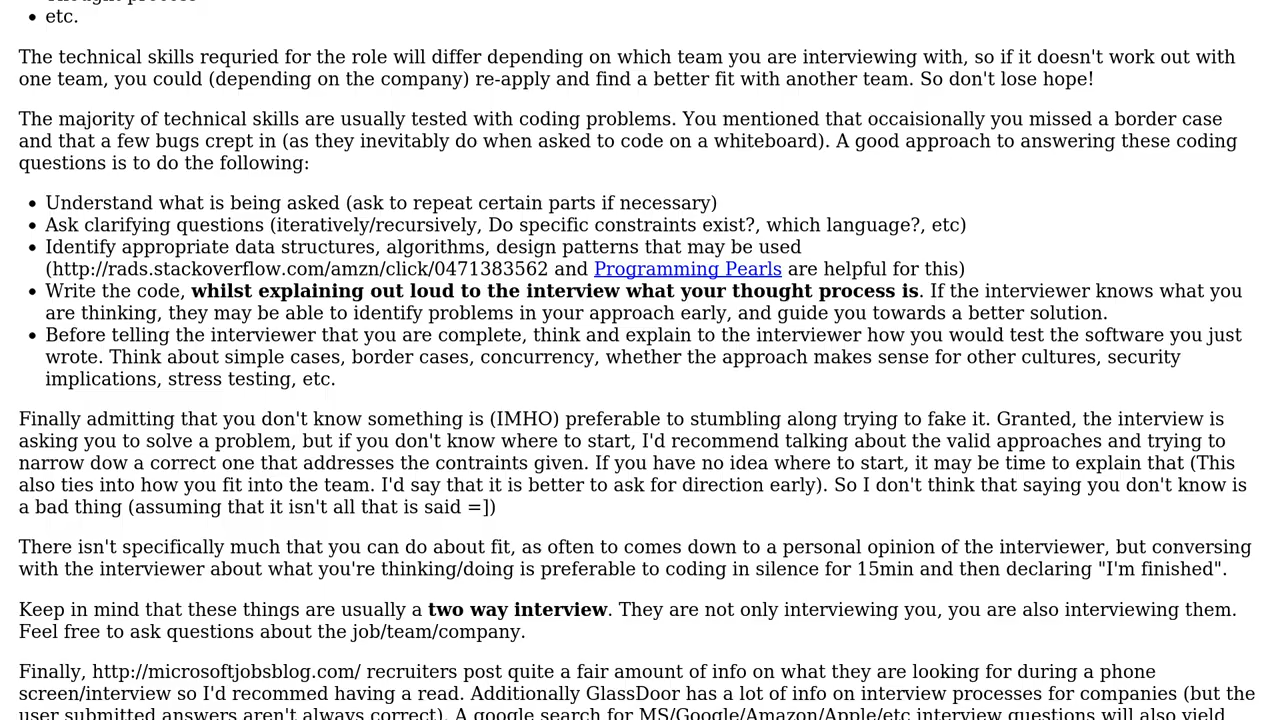 etc.
The technical skills requried for the role will differ depending on which team you are interviewing with, so if it doesn't work out with
one team, you could (depending on the company) re-apply and find a better fit with another team. So don't lose hope!
The majority of technical skills are usually tested with coding problems. You mentioned that occaisionally you missed a border case
and that a few bugs crept in (as they inevitably do when asked to code on a whiteboard). A good approach to answering these coding
questions is to do the following:
Understand what is being asked (ask to repeat certain parts if necessary)
Ask clarifying questions (iteratively/recursively, Do specific constraints exist?, which language?, etc)
Identify appropriate data structures, algorithms, design patterns that may be used
(http://rads.stackoverflow.com/amzn/click/0471383562 and Programming Pearls are helpful for this)
Write the code, whilst explaining out loud to the interview what your thought process is. If the interviewer knows what you
are thinking, they may be able to identify problems in your approach early, and guide you towards a better solution.
Before telling the interviewer that you are complete, think and explain to the interviewer how you would test the software you just
wrote. Think about simple cases, border cases, concurrency, whether the approach makes sense for other cultures, security
implications, stress testing, etc.
Finally admitting that you don't know something is (IMHO) preferable to stumbling along trying to fake it. Granted, the interview is
asking you to solve a problem, but if you don't know where to start, I'd recommend talking about the valid approaches and trying to
narrow dow a correct one that addresses the contraints given. If you have no idea where to start, it may be time to explain that (This
also ties into how you fit into the team. I'd say that it is better to ask for direction early). So I don't think that saying you don't know is
a bad thing (assuming that it isn't all that is said =])
There isn't specifically much that you can do about fit, as often to comes down to a personal opinion of the interviewer, but conversing
with the interviewer about what you're thinking/doing is preferable to coding in silence for 15min and then declaring "I'm finished".
Keep in mind that these things are usually a two way interview. They are not only interviewing you, you are also interviewing them.
Feel free to ask questions about the job/team/company.
Finally, http://microsoftjobsblog.com/ recruiters post quite a fair amount of info on what they are looking for during a phone
screen/interview so I'd recommed having a read. Additionally GlassDoor has a lot of info on interview processes for companies (but the
user submitted answers aren't always correct). A google search for MS/Google/Amazon/Apple/etc interview questions will also yield